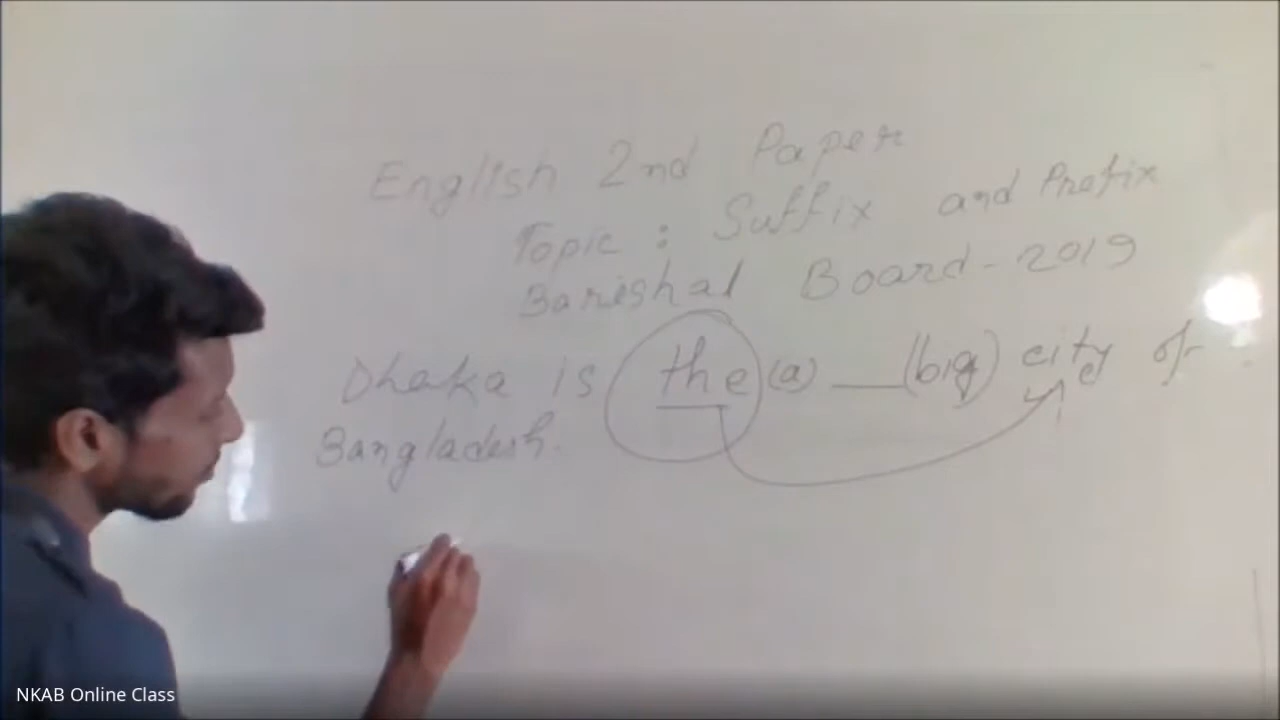 English 2nd Paper
Topic : Suffix and Prefix
Barishal Board - 2019
Dhaka is the (a) ___ (big) city of
Bangladesh.
NKAB Online Class